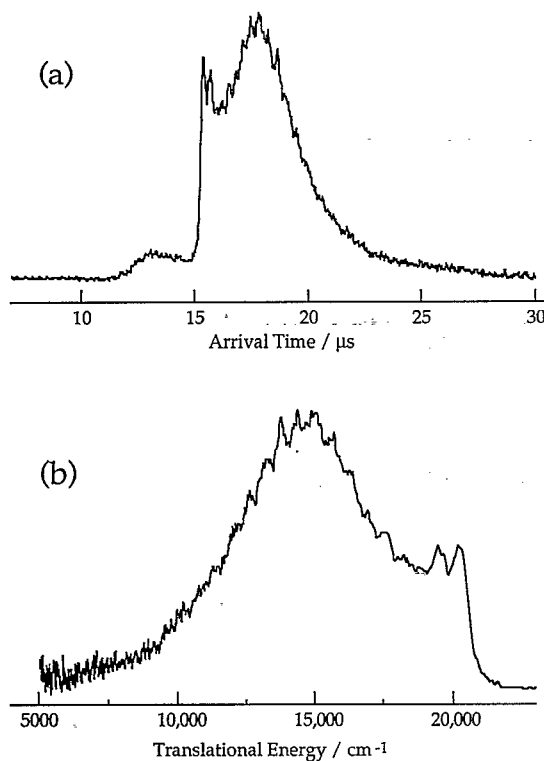 (a)
10 15 20 25 30
Arrival Time / µs
(b)
5000 10,000 15,000 20,000
Translational Energy / cm⁻¹